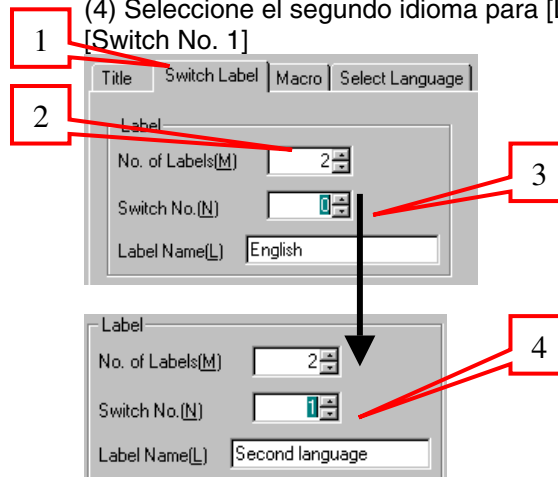 (4) Seleccione el segundo idioma para
[Switch No. 1]
1
Title Switch Label Macro Select Language
2
Label
No. of Labels(M) 2
3
Switch No.(N) 0
Label Name(L) English
Label
No. of Labels(M) 2
4
Switch No.(N) 1
Label Name(L) Second language